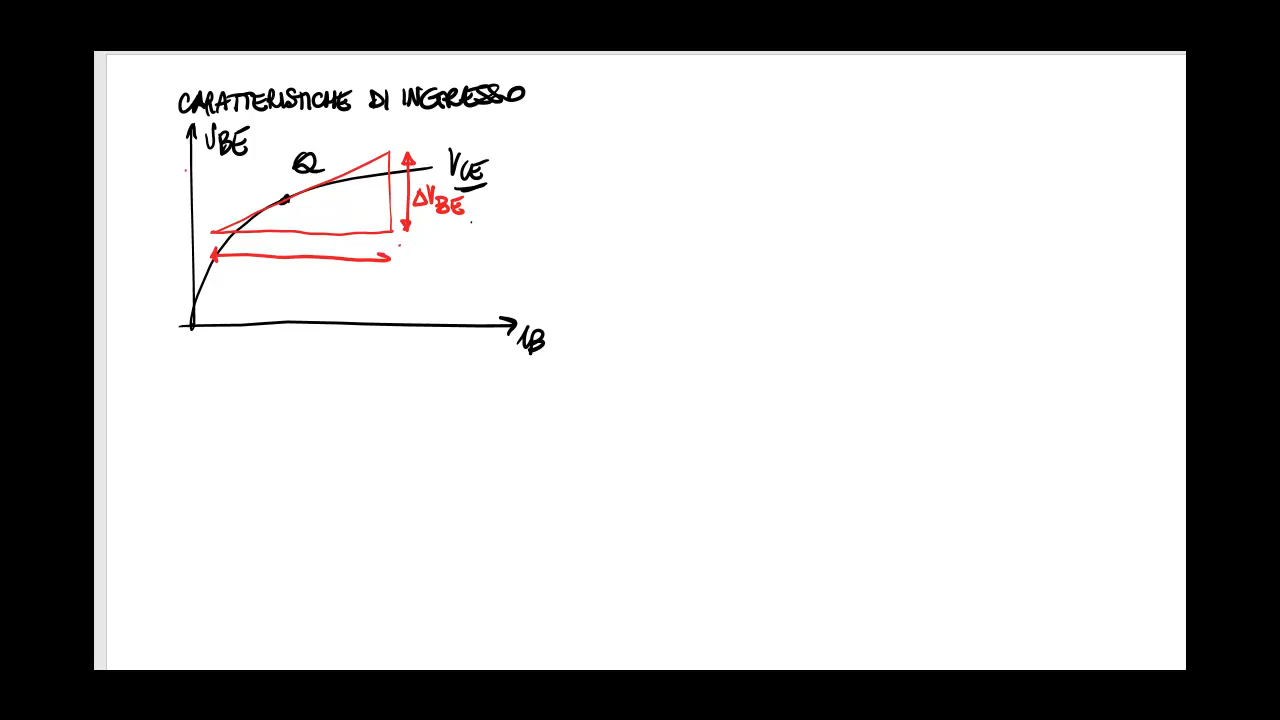 CARATTERISTICHE DI INGRESSO
VBE
Q
VCE
ΔVBE
iB